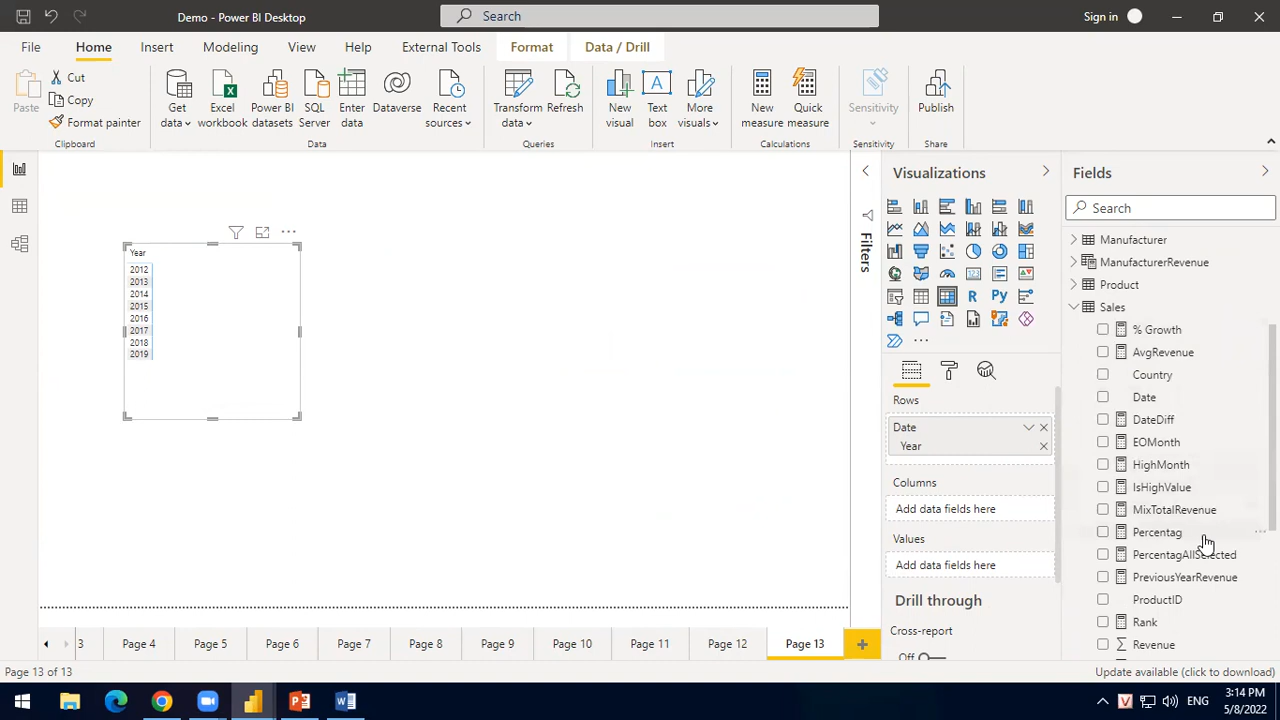 Demo - Power BI Desktop
Search
Sign in
File
Home
Insert
Modeling
View
Help
External Tools
Format
Data / Drill
Paste
Cut
Copy
Format painter
Clipboard
Get data
Excel workbook
Power BI datasets
SQL Server
Enter data
Dataverse
Recent sources
Data
Transform data
Refresh
Queries
New visual
Text box
More visuals
Insert
New measure
Quick measure
Calculations
Sensitivity
Sensitivity
Publish
Share
Year
2012
2013
2014
2015
2016
2017
2018
2019
Filters
Visualizations
Rows
Date
Year
Columns
Add data fields here
Values
Add data fields here
Drill through
Cross-report
Off
Fields
Search
Manufacturer
ManufacturerRevenue
Product
Sales
% Growth
AvgRevenue
Country
Date
DateDiff
EOMonth
HighMonth
IsHighValue
MixTotalRevenue
Percentag
PercentagAllSelected
PreviousYearRevenue
ProductID
Rank
Revenue
3
Page 4
Page 5
Page 6
Page 7
Page 8
Page 9
Page 10
Page 11
Page 12
Page 13
Page 13 of 13
Update available (click to download)
ENG
3:14 PM
5/8/2022